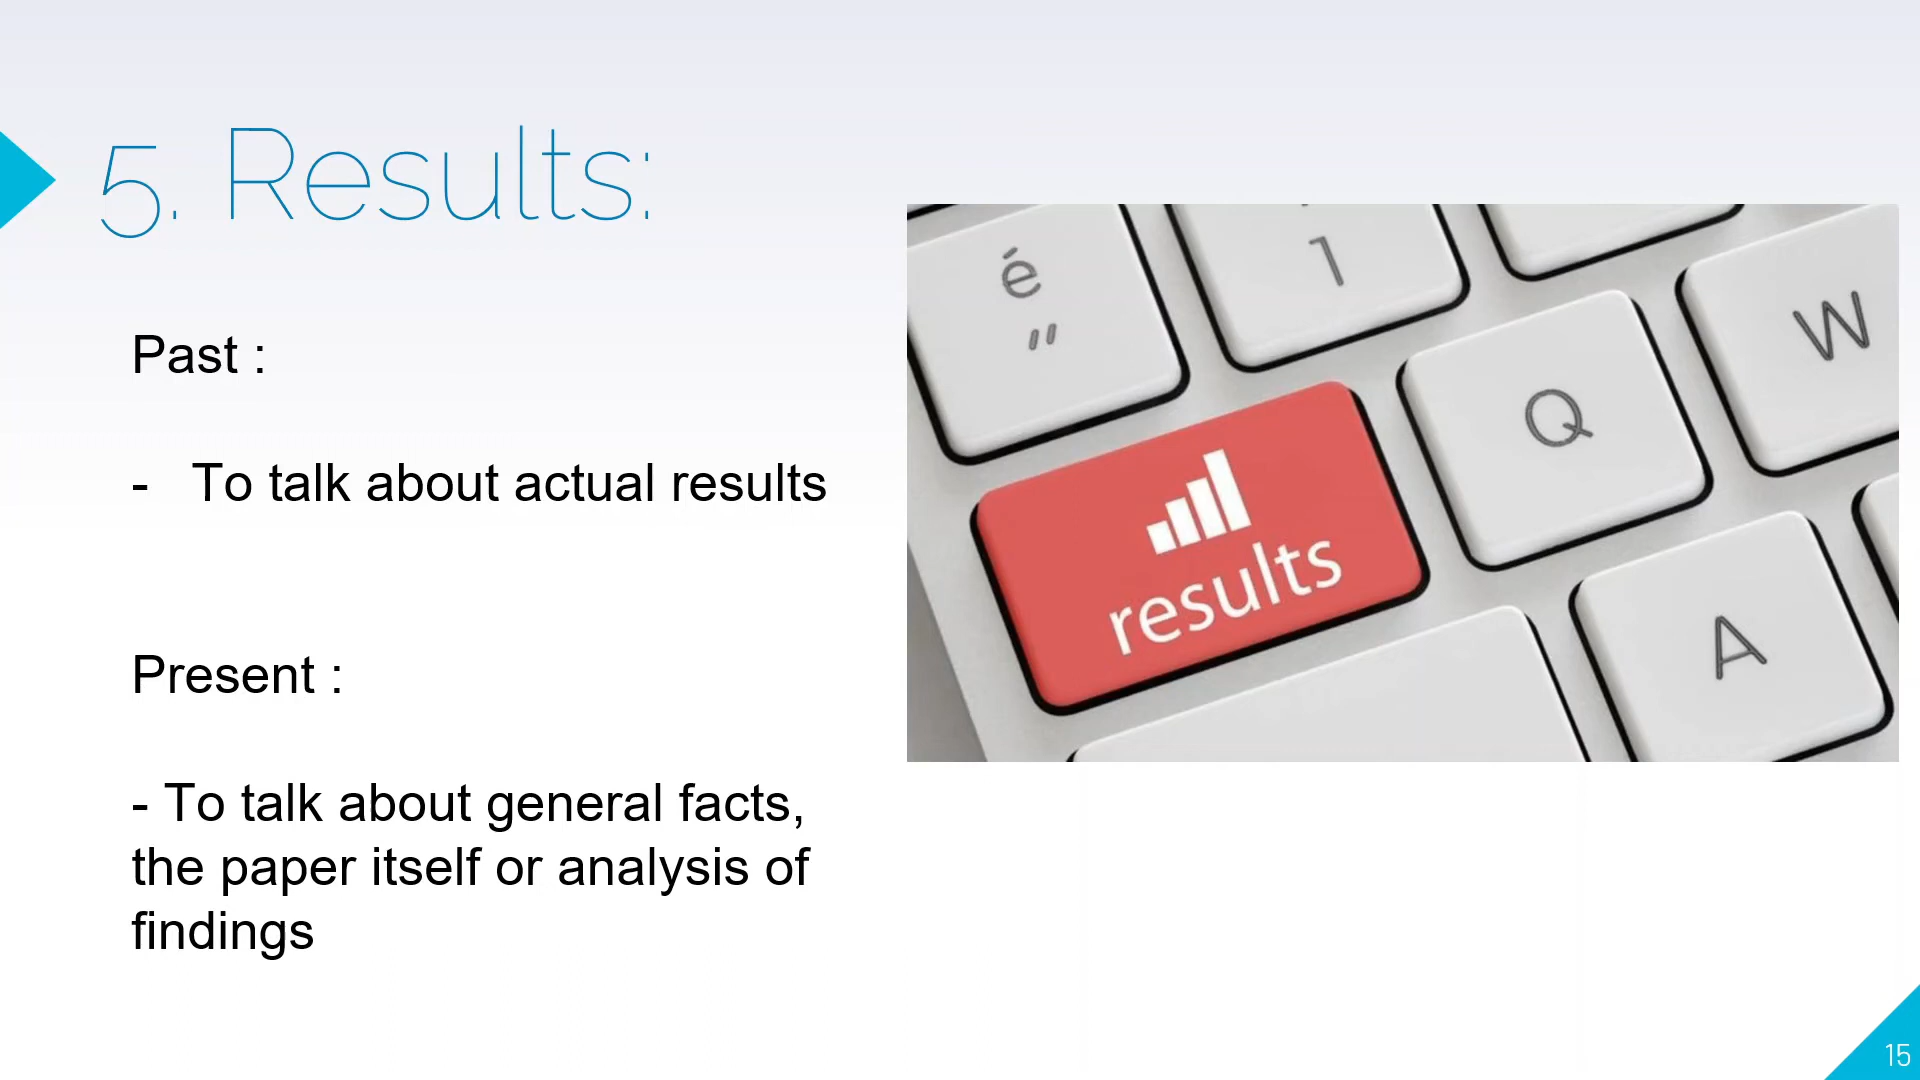 5. Results:
Past :
- To talk about actual results
Present :
- To talk about general facts,
the paper itself or analysis of
findings
é
"
1
Q
W
results
A
15